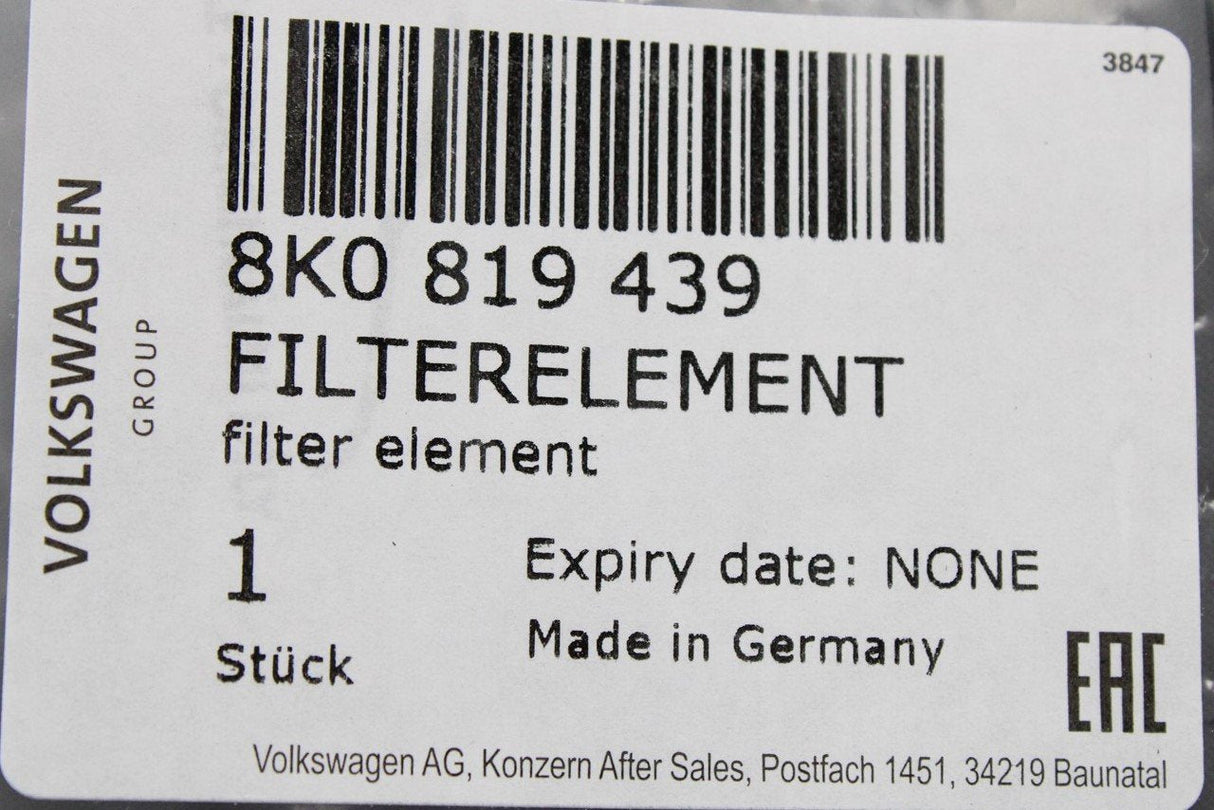 3847
VOLKSWAGEN
GROUP
8K0 819 439
FILTERELEMENT
filter element
1
Stück
Expiry date: NONE
Made in Germany
EAC
Volkswagen AG, Konzern After Sales, Postfach 1451, 34219 Baunatal